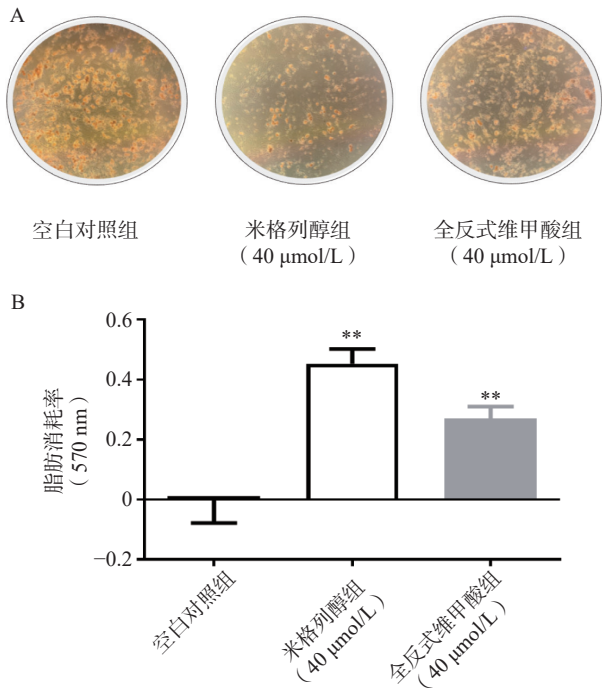 A
空白对照组
米格列醇组
（40 μmol/L）
全反式维甲酸组
（40 μmol/L）
B
脂肪消耗率
（570 nm）
0.6
0.4
0.2
0
−0.2
**
**
空白对照组
米格列醇组
（40 μmol/L）
全反式维甲酸组
（40 μmol/L）